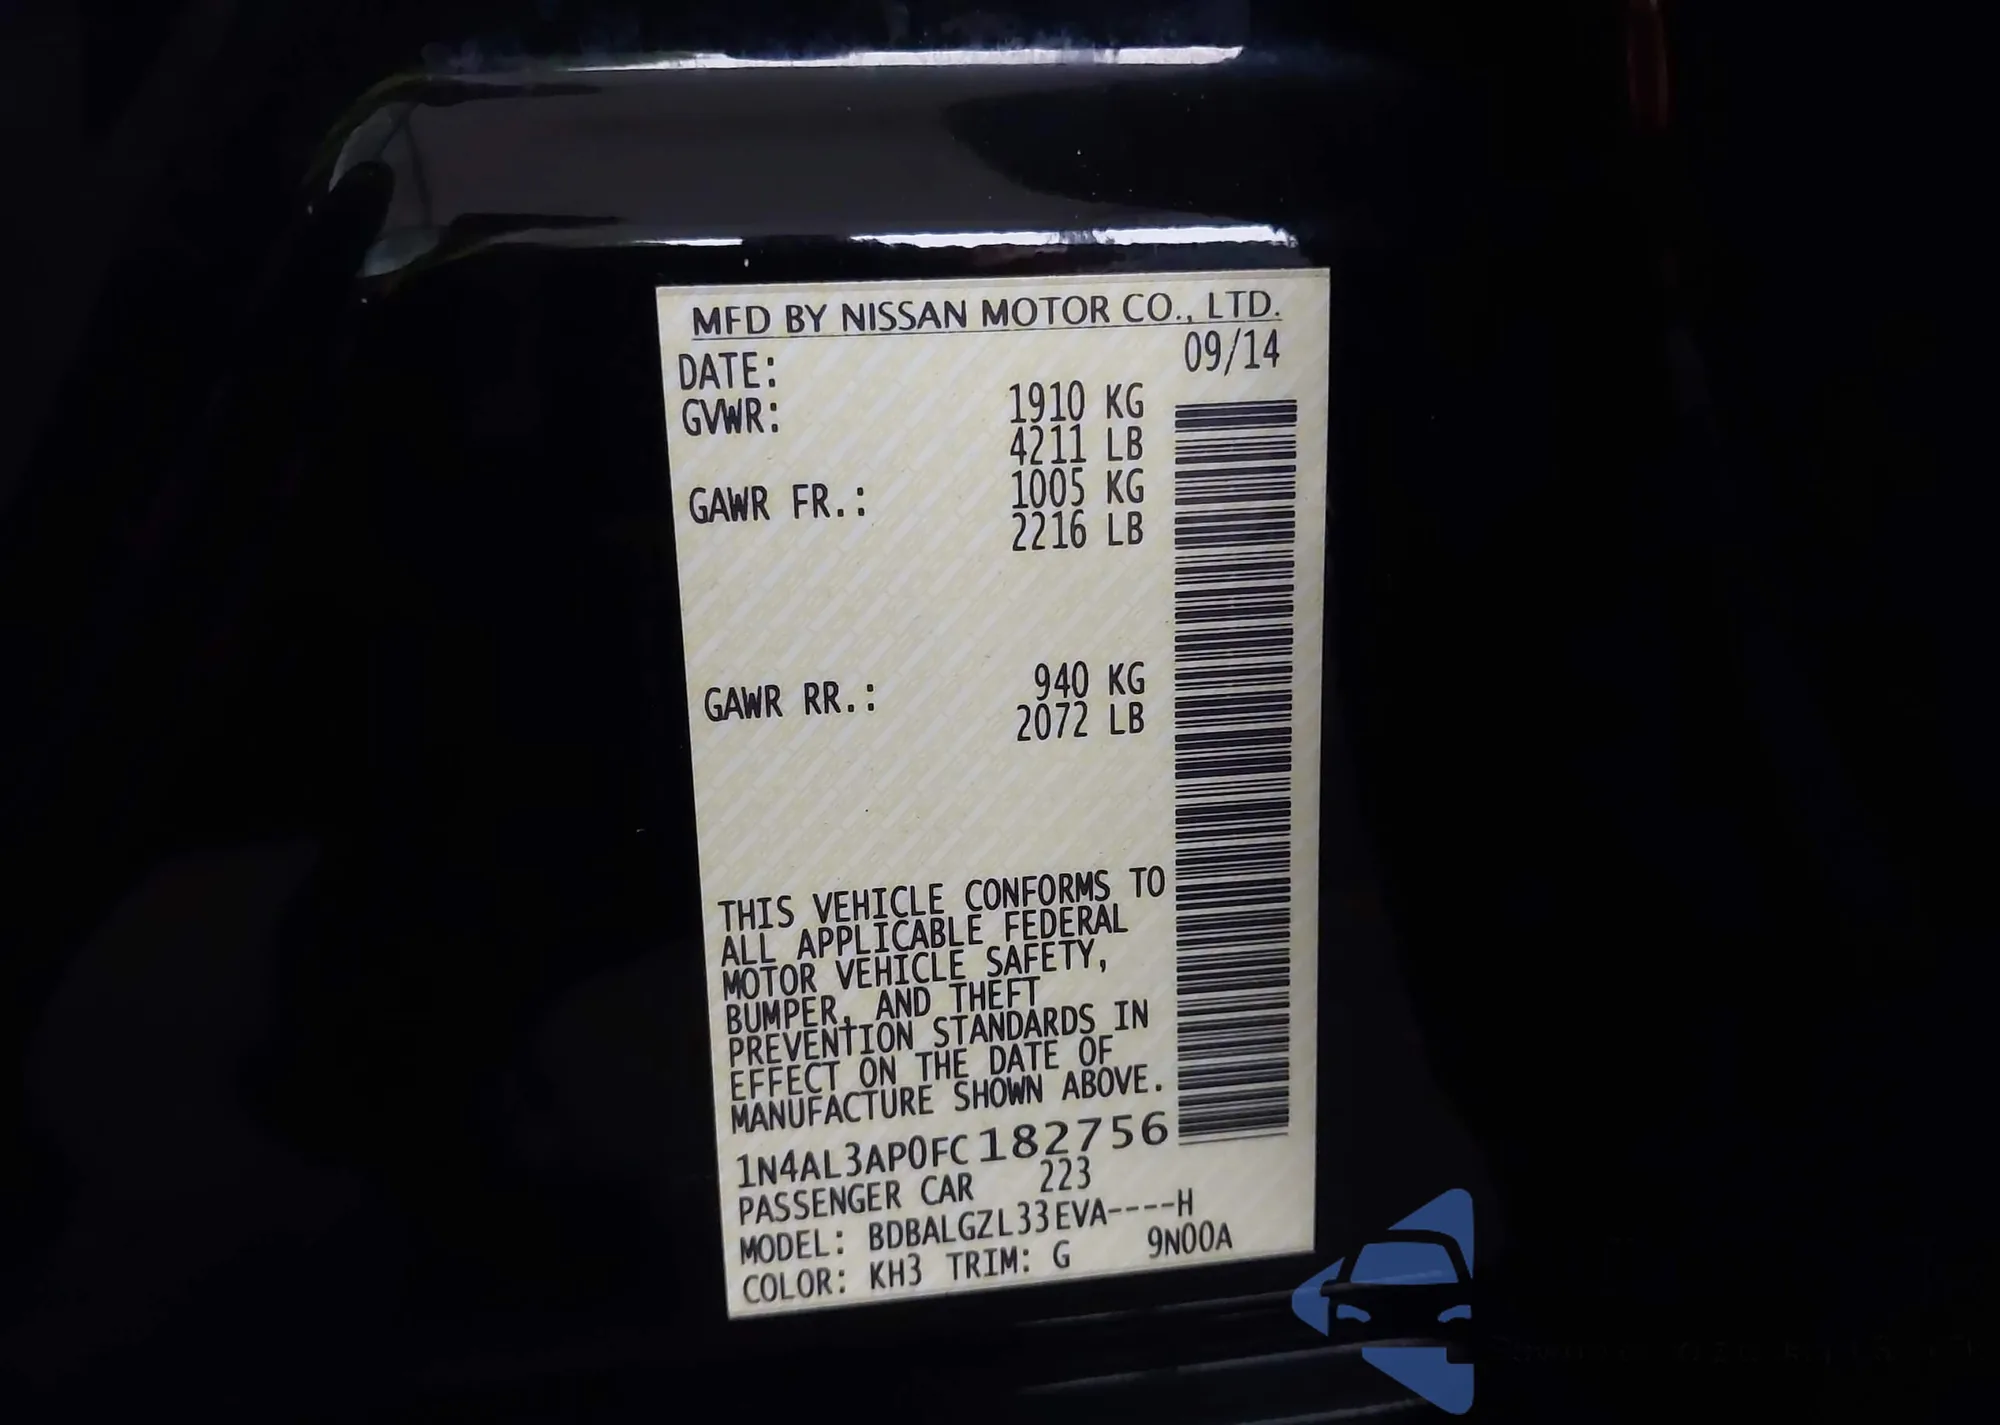 MFD BY NISSAN MOTOR CO., LTD.
DATE: 09/14
GVWR: 1910 KG
4211 LB
GAWR FR.: 1005 KG
2216 LB
GAWR RR.: 940 KG
2072 LB
THIS VEHICLE CONFORMS TO
ALL APPLICABLE FEDERAL
MOTOR VEHICLE SAFETY,
BUMPER, AND THEFT
PREVENTION STANDARDS IN
EFFECT ON THE DATE OF
MANUFACTURE SHOWN ABOVE.
1N4AL3AP0FC182756
PASSENGER CAR 223
MODEL: BDBALGZL33EVA----H
COLOR: KH3 TRIM: G 9N00A